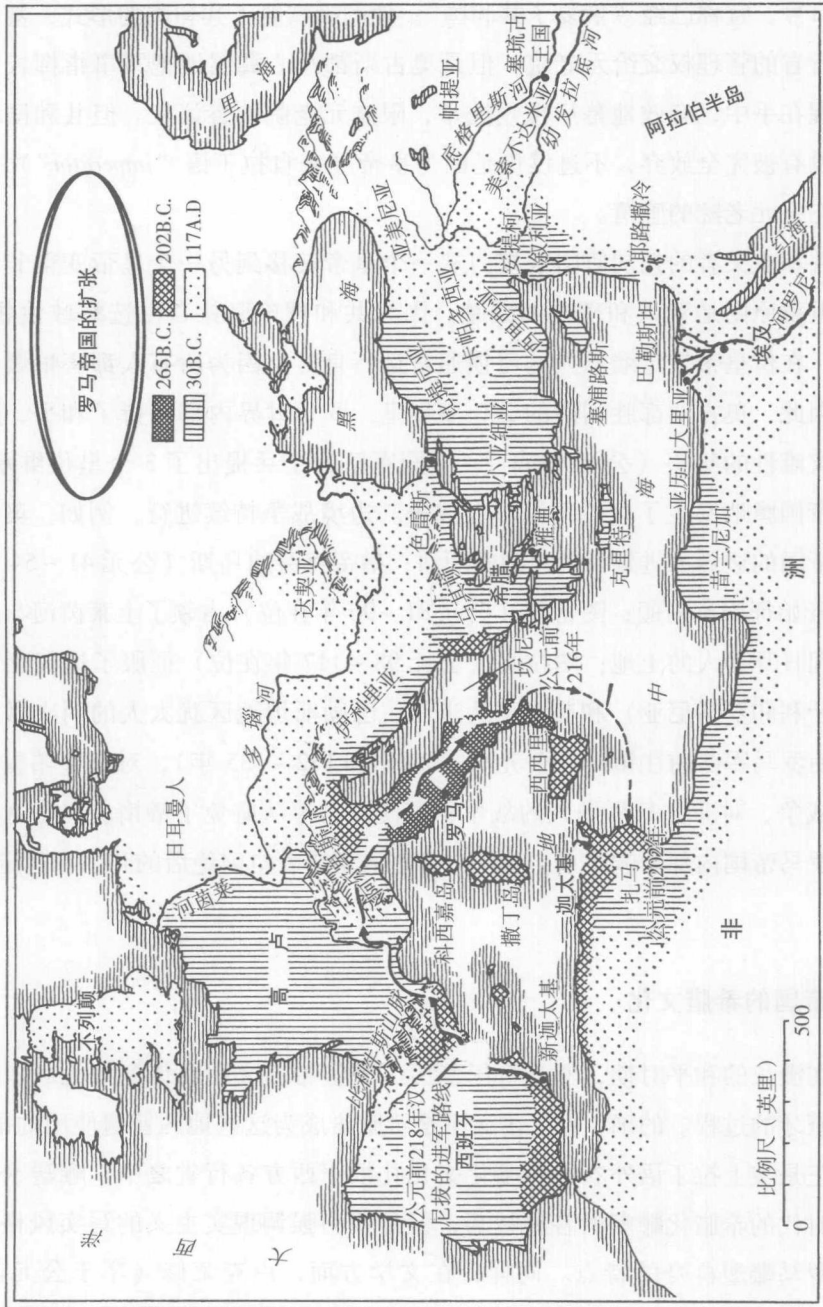 罗马帝国的扩张
265B.C.
202B.C.
30B.C.
117A.D
大
西
洋
不列颠
日耳曼人
莱茵河
高
卢
多瑙河
达契亚
伊利里亚
黑
海
里
海
亚美尼亚
帕提亚
底格里斯河
塞琉古
王国
美索不达米亚
幼发拉底河
阿拉伯半岛
安提柯
叙利亚
耶路撒冷
巴勒斯坦
红海
埃及
尼罗河
亚历山大里亚
昔兰尼加
卡帕多西亚
西里西亚
比提尼亚
小亚细亚
塞浦路斯
色雷斯
马其顿
希腊
雅典
克里特
中
海
坎尼
公元前
216年
罗马
西西里
科西嘉岛
撒丁岛
迦太基
扎马
公元前202年
新迦太基
比利牛斯山脉
西班牙
公元前218年汉
尼拔的进军路线
非
洲
比例尺（英里）
0
500